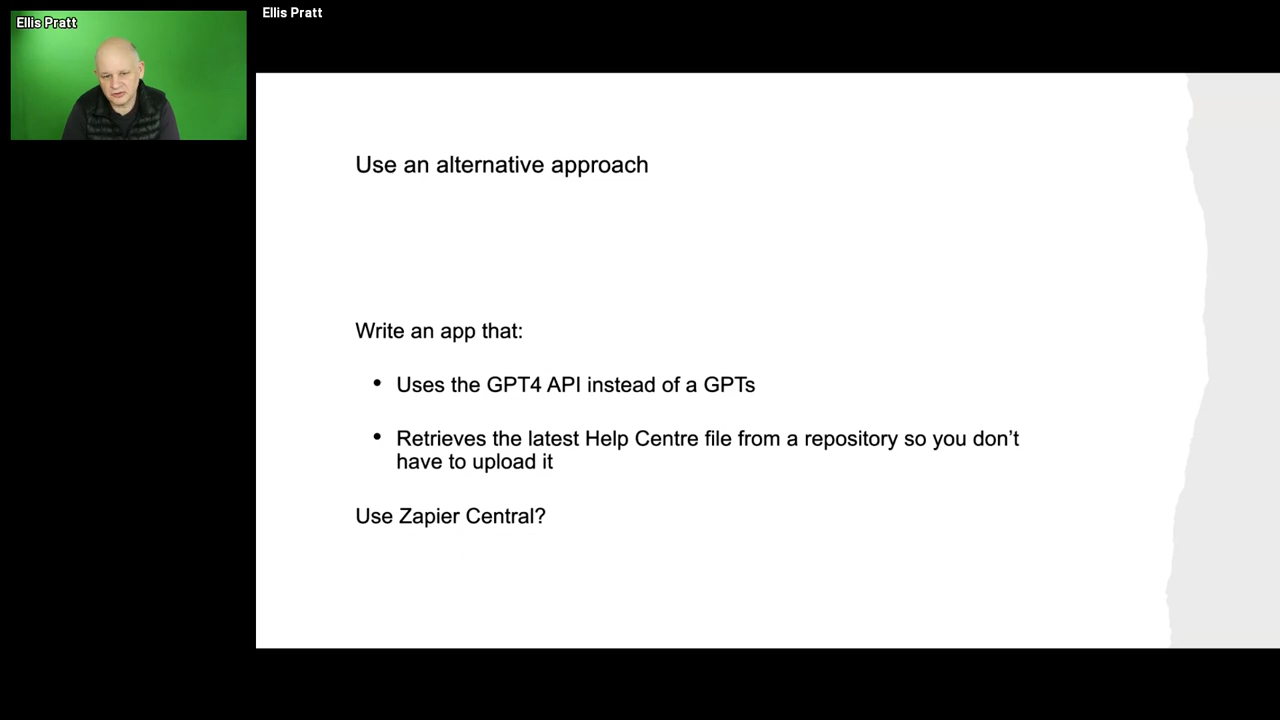 Ellis Pratt
Ellis Pratt
Use an alternative approach
Write an app that:
• Uses the GPT4 API instead of a GPTs
• Retrieves the latest Help Centre file from a repository so you don’t
have to upload it
Use Zapier Central?